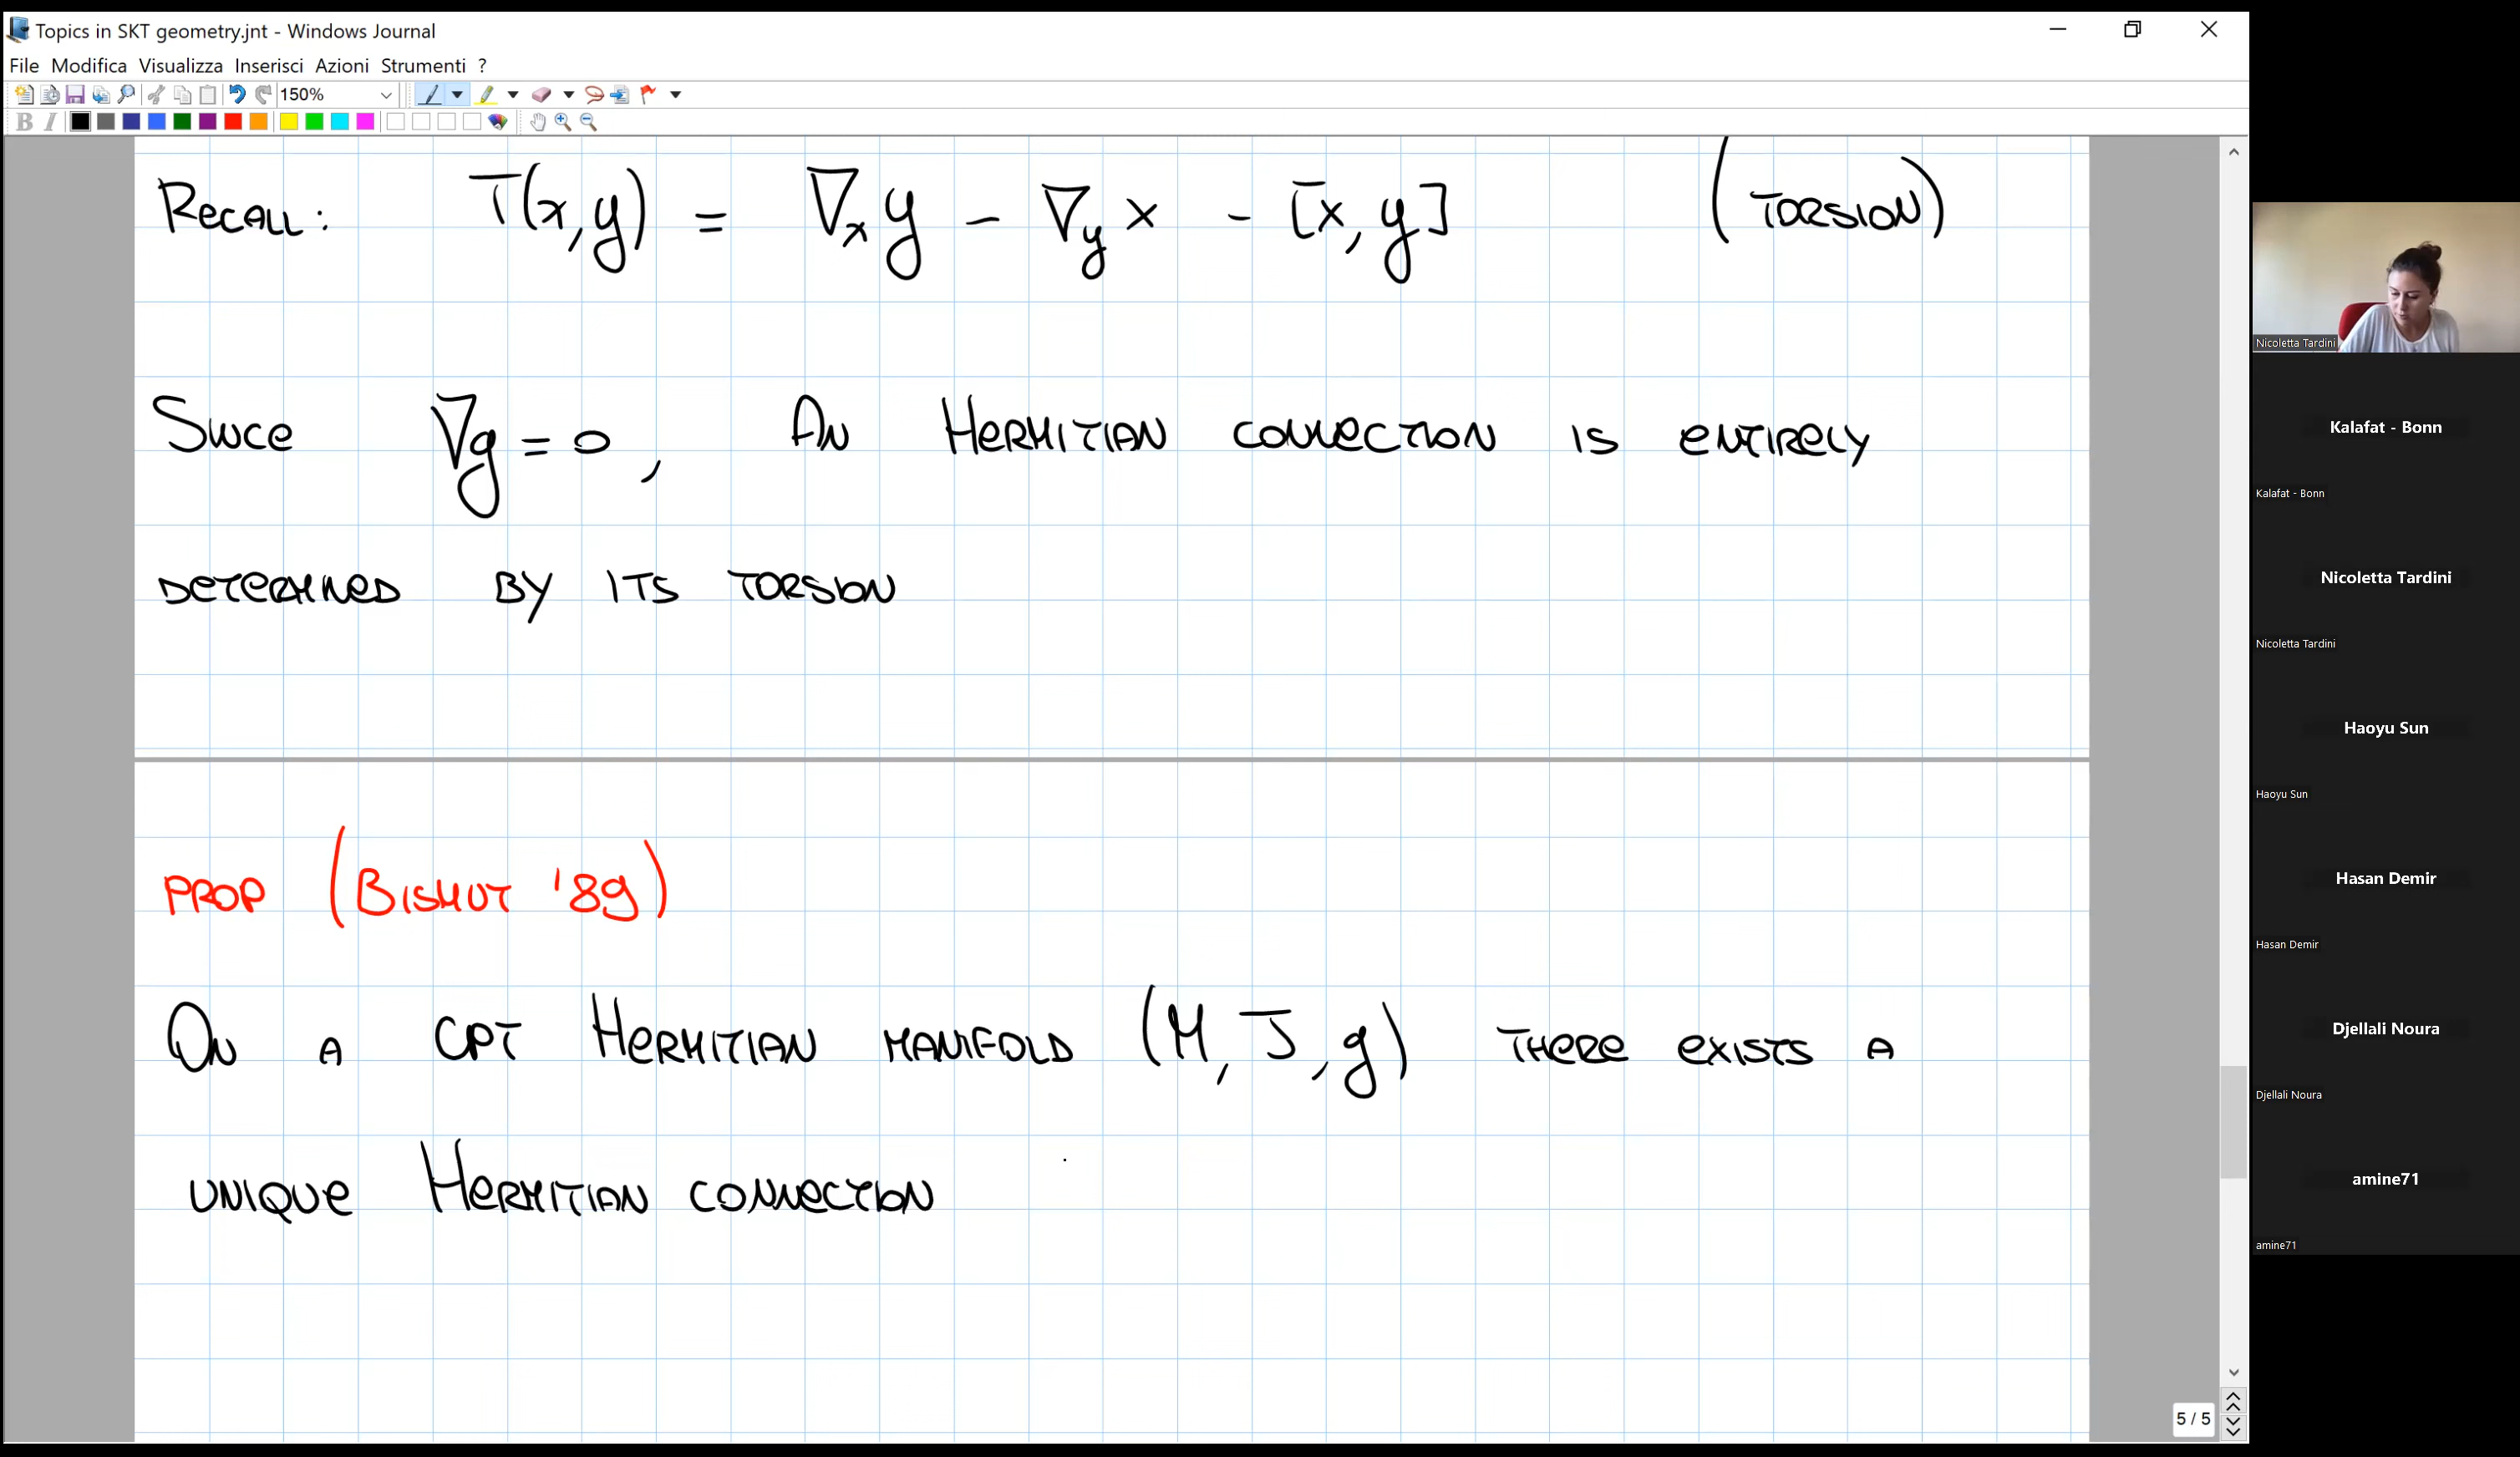 Topics in SKT geometry.jnt - Windows Journal
File Modifica Visualizza Inserisci Azioni Strumenti ?
150%
B I
RECALL: T(x,y) = ∇ₓy - ∇ᵧx - [x,y] (TORSION)
SINCE ∇g = 0, AN HERMITIAN CONNECTION IS ENTIRELY
DETERMINED BY ITS TORSION
PROP (BISMUT '89)
ON A CPT HERMITIAN MANIFOLD (M, J, g) THERE EXISTS A
UNIQUE HERMITIAN CONNECTION
5 / 5
Nicoletta Tardini
Kalafat - Bonn
Kalafat - Bonn
Nicoletta Tardini
Nicoletta Tardini
Haoyu Sun
Haoyu Sun
Hasan Demir
Hasan Demir
Djellali Noura
Djellali Noura
amine71
amine71